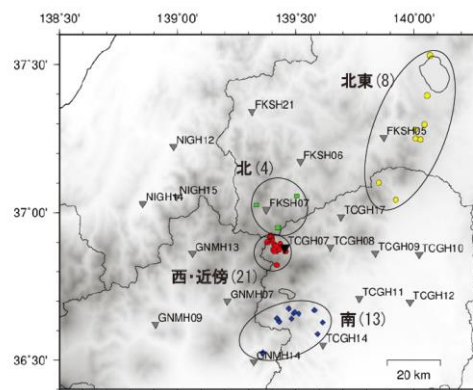 138°30'
139°00'
139°30'
140°00'
37°30'
北東(8)
FKSH21
FKSH05
NIGH12
FKSH06
北(4)
NIGH15
NIGH14
FKSH07
TCGH17
37°00'
GNMH13
TCGH07
TCGH08
TCGH09
TCGH10
西・近傍(21)
GNMH07
TCGH11
TCGH12
GNMH09
南(13)
TCGH14
36°30'
GNMH14
20 km